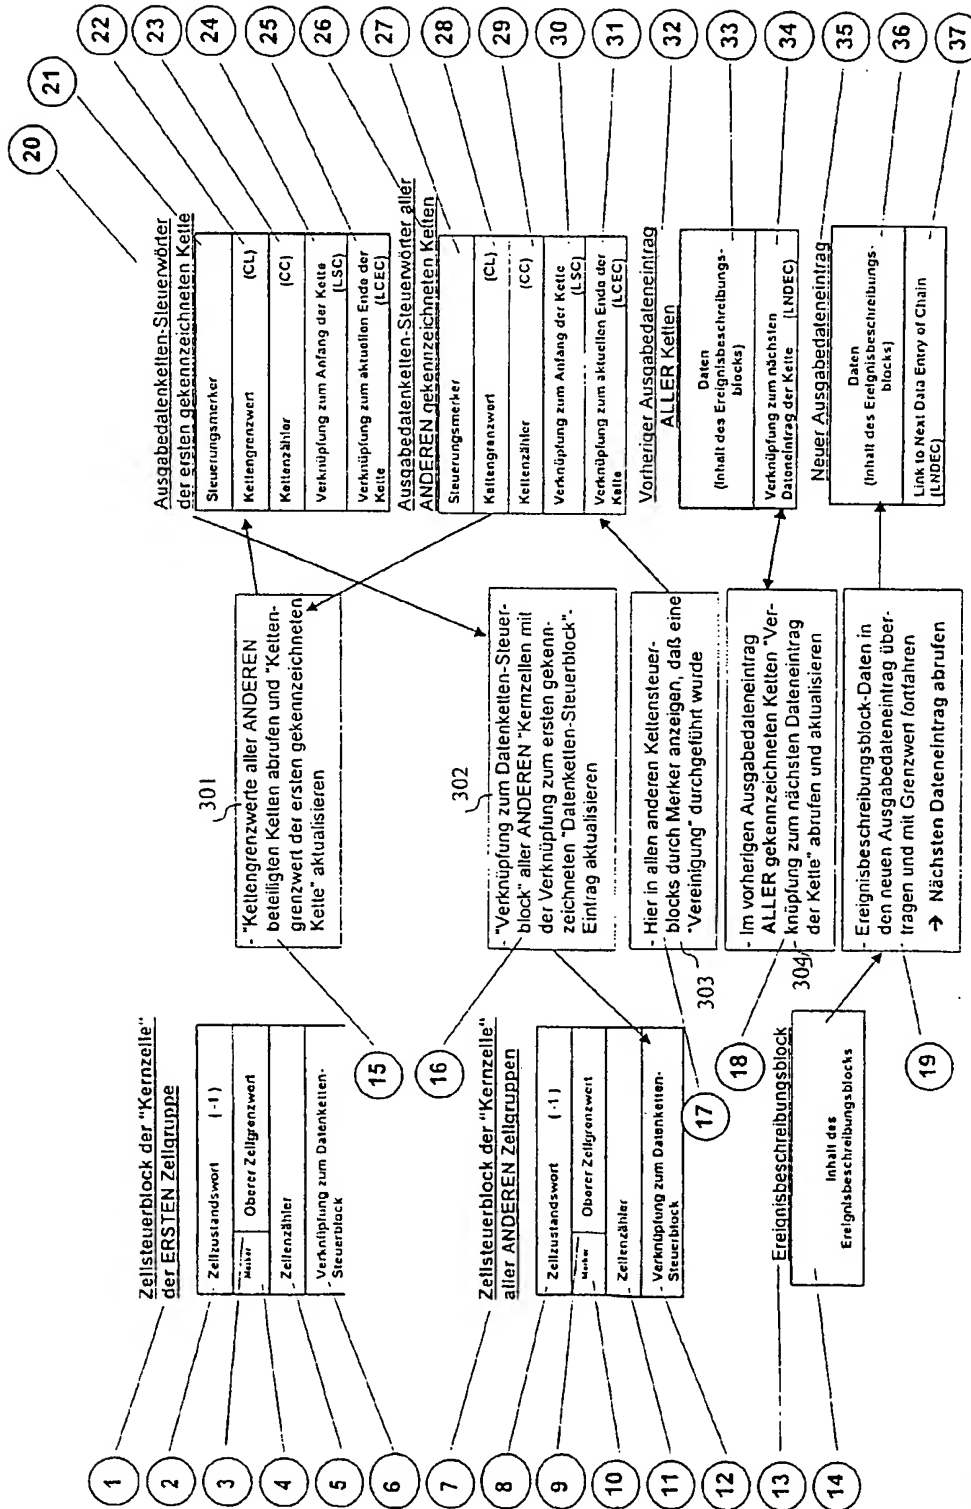 Zellsteuerblock der "Kernzelle"
der ERSTEN Zellgruppe
- Zellzustandswort (-1)
Merker
Oberer Zellgrenzwert
Zellenzähler
Verknüpfung zum Datenketten-
Steuerblock
Zellsteuerblock der "Kernzelle"
aller ANDEREN Zellgruppen
- Zellzustandswort (-1)
Merker
Oberer Zellgrenzwert
Zellenzähler
- Verknüpfung zum Datenketten-
Steuerblock
Ereignisbeschreibungsblock
Inhalt des
Ereignisbeschreibungsblocks
301
- "Kettengrenzwerte aller ANDEREN
beteiligten Ketten abrufen und "Ketten-
grenzwert der ersten gekennzeichneten
Kette" aktualisieren
302
- "Verknüpfung zum Datenketten-Steuer-
block" aller ANDEREN "Kernzellen mit
der Verknüpfung zum ersten gekenn-
zeichneten "Datenketten-Steuerblock"-
Eintrag aktualisieren
- Hier in allen anderen Kettensteuer-
blocks durch Merker anzeigen, daß eine
"Vereinigung" durchgeführt wurde
303
- Im vorherigen Ausgabedateneintrag
ALLER gekennzeichneten Ketten "Ver-
knüpfung zum nächsten Dateneintrag
der Kette" abrufen und aktualisieren
304
- Ereignisbeschreibungsblock-Daten in
den neuen Ausgabedateneintrag über-
tragen und mit Grenzwert fortfahren
→ Nächsten Dateneintrag abrufen
Ausgabedatenketten-Steuerwörter
der ersten gekennzeichneten Kette
Steuerungsmerker
Kettengrenzwert (CL)
Kettenzähler (CC)
Verknüpfung zum Anfang der Kette
(LSC)
Verknüpfung zum aktuellen Ende der
Kette (LCEC)
Ausgabedatenketten-Steuerwörter aller
ANDEREN gekennzeichneten Ketten
Steuerungsmerker
Kettengrenzwort (CL)
Kettenzähler (CC)
Verknüpfung zum Anfang der Kette
(LSC)
Verknüpfung zum aktuellen Ende der
Kette (LCEC)
Vorheriger Ausgabedateneintrag
ALLER Ketten
Daten
(Inhalt des Ereignisbeschreibungs-
blocks)
Verknüpfung zum nächsten
Dateneintrag der Kette (LNDEC)
Neuer Ausgabedateneintrag
Daten
(Inhalt des Ereignisbeschreibungs-
blocks)
Link to Next Data Entry of Chain
(LNDEC)
1
2
3
4
5
6
7
8
9
10
11
12
13
14
15
16
17
18
19
20
21
22
23
24
25
26
27
28
29
30
31
32
33
34
35
36
37